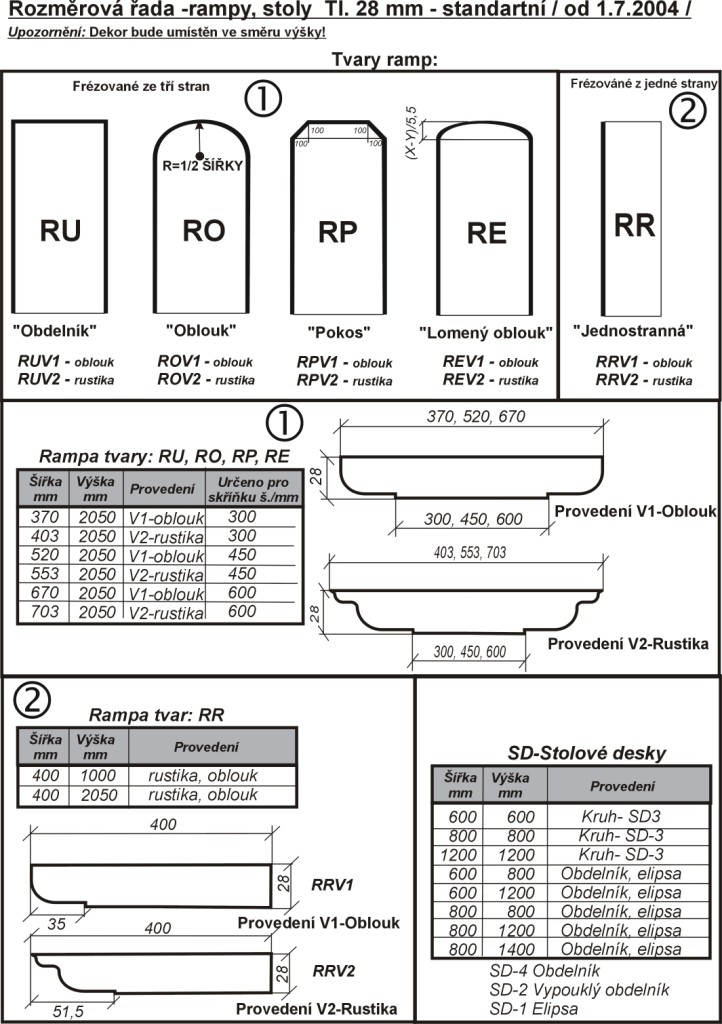 Rozměrová řada -rampy, stoly Tl. 28 mm - standartní / od 1.7.2004 /
Upozornění: Dekor bude umístěn ve směru výšky!
Tvary ramp:
Frézované ze tří stran
1
Frézováné z jedné strany
2
R=1/2 ŠÍŘKY
100 100
100 100
(X-Y)/5,5
RU RO RP RE RR
"Obdelník" "Oblouk" "Pokos" "Lomený oblouk" "Jednostranná"
RUV1 - oblouk ROV1 - oblouk RPV1 - oblouk REV1 - oblouk RRV1 - oblouk
RUV2 - rustika ROV2 - rustika RPV2 - rustika REV2 - rustika RRV2 - rustika
1
Rampa tvary: RU, RO, RP, RE
Šířka mm Výška mm Provedení Určeno pro skříňku š./mm
370 2050 V1-oblouk 300
403 2050 V2-rustika 300
520 2050 V1-oblouk 450
553 2050 V2-rustika 450
670 2050 V1-oblouk 600
703 2050 V2-rustika 600
370, 520, 670
28
300, 450, 600
Provedení V1-Oblouk
403, 553, 703
28
300, 450, 600
Provedení V2-Rustika
2
Rampa tvar: RR
Šířka mm Výška mm Provedení
400 1000 rustika, oblouk
400 2050 rustika, oblouk
400
28
RRV1
35
Provedení V1-Oblouk
400
28
RRV2
51,5
Provedení V2-Rustika
SD-Stolové desky
Šířka mm Výška mm Provedení
600 600 Kruh- SD3
800 800 Kruh- SD-3
1200 1200 Kruh- SD-3
600 800 Obdelník, elipsa
600 1200 Obdelník, elipsa
800 800 Obdelník, elipsa
800 1200 Obdelník, elipsa
800 1400 Obdelník, elipsa
SD-4 Obdelník
SD-2 Vypouklý obdelník
SD-1 Elipsa